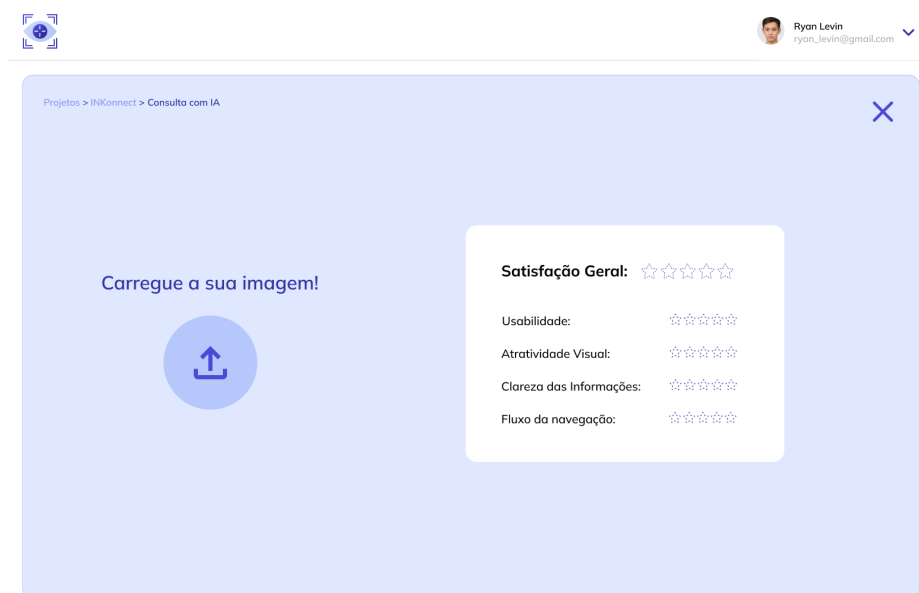 Ryan Levin
ryan_levin@gmail.com
Projetos > INKonnect > Consulta com IA
Carregue a sua imagem!
Satisfação Geral:
Usabilidade:
Atratividade Visual:
Clareza das Informações:
Fluxo da navegação: